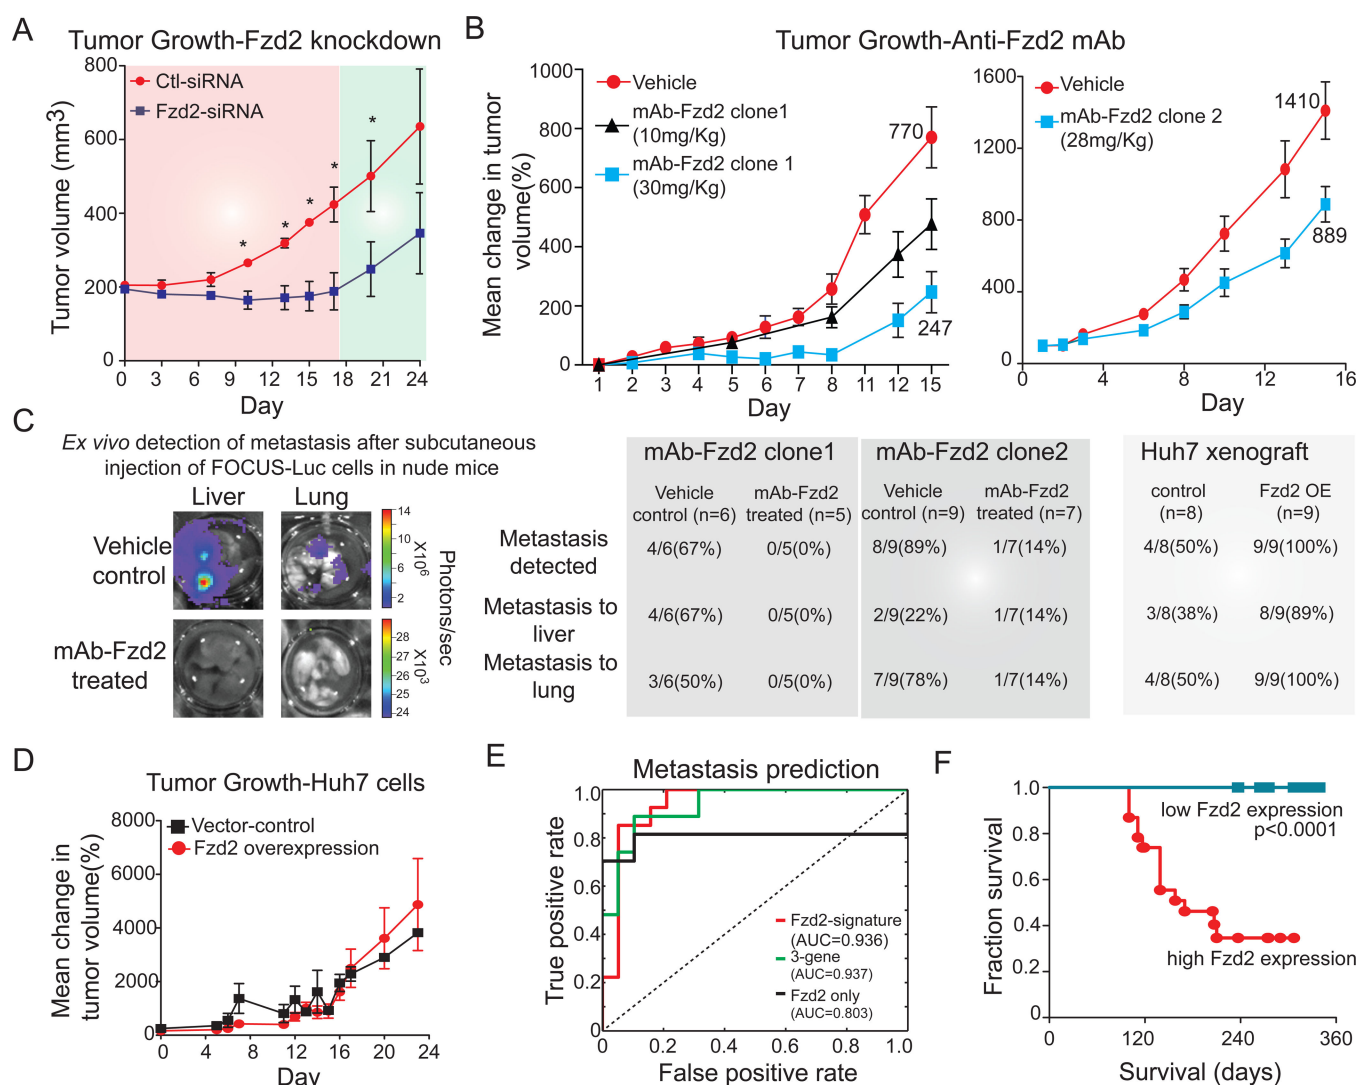 A
Tumor Growth-Fzd2 knockdown
Tumor volume (mm3)
800
600
400
200
0
Ctl-siRNA
Fzd2-siRNA
*
*
*
*
*
*
0 3 6 9 10 12 15 18 21 24
Day
B
Tumor Growth-Anti-Fzd2 mAb
Mean change in tumor
volume(%)
1000
800
600
400
200
0
Vehicle
mAb-Fzd2 clone1
(10mg/Kg)
mAb-Fzd2 clone 1
(30mg/Kg)
770
247
1 2 3 4 5 6 7 8 11 12 15
Day
1600
1200
800
400
0
Vehicle
mAb-Fzd2 clone 2
(28mg/Kg)
1410
889
0 4 8 12 16
Day
C
Ex vivo detection of metastasis after subcutaneous
injection of FOCUS-Luc cells in nude mice
Liver Lung
Vehicle
control
mAb-Fzd2
treated
14
10
6
2
X10⁶
28
27
26
25
24
X10³
Photons/sec
mAb-Fzd2 clone1 mAb-Fzd2 clone2 Huh7 xenograft
Vehicle mAb-Fzd2 Vehicle mAb-Fzd2 control Fzd2 OE
control (n=6) treated (n=5) control (n=9) treated (n=7) (n=8) (n=9)
Metastasis
detected
4/6(67%) 0/5(0%) 8/9(89%) 1/7(14%) 4/8(50%) 9/9(100%)
Metastasis to
liver
4/6(67%) 0/5(0%) 2/9(22%) 1/7(14%) 3/8(38%) 8/9(89%)
Metastasis to
lung
3/6(50%) 0/5(0%) 7/9(78%) 1/7(14%) 4/8(50%) 9/9(100%)
D
Tumor Growth-Huh7 cells
Mean change in
tumor volume(%)
8000
6000
4000
2000
0
Vector-control
Fzd2 overexpression
0 4 8 12 16 20 24
Day
E
Metastasis prediction
True positive rate
1.0
0.8
0.6
0.4
0.2
0
Fzd2-signature
(AUC=0.936)
3-gene
(AUC=0.937)
Fzd2 only
(AUC=0.803)
0 0.2 0.4 0.6 0.8 1.0
False positive rate
F
Fraction survival
1.0
0.8
0.6
0.4
0.2
0
low Fzd2 expression
p<0.0001
high Fzd2 expression
0 120 240 360
Survival (days)